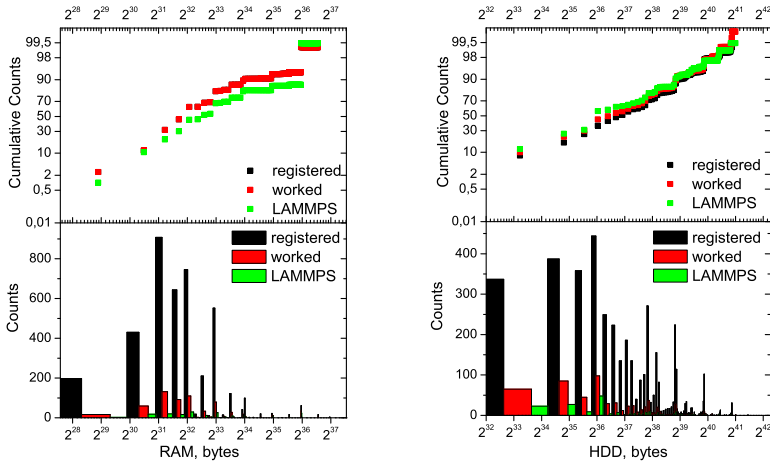 2^28 2^29 2^30 2^31 2^32 2^33 2^34 2^35 2^36 2^37
99,5
98
90
70
50
30
10
2
0,5
0,01
Cumulative Counts
registered
worked
LAMMPS
800
600
400
200
0
Counts
registered
worked
LAMMPS
2^28 2^29 2^30 2^31 2^32 2^33 2^34 2^35 2^36 2^37
RAM, bytes
2^32 2^33 2^34 2^35 2^36 2^37 2^38 2^39 2^40 2^41 2^42
99,5
98
90
70
50
30
10
2
0,5
0,01
Cumulative Counts
registered
worked
LAMMPS
400
300
200
100
0
Counts
registered
worked
LAMMPS
2^32 2^33 2^34 2^35 2^36 2^37 2^38 2^39 2^40 2^41 2^42
HDD, bytes